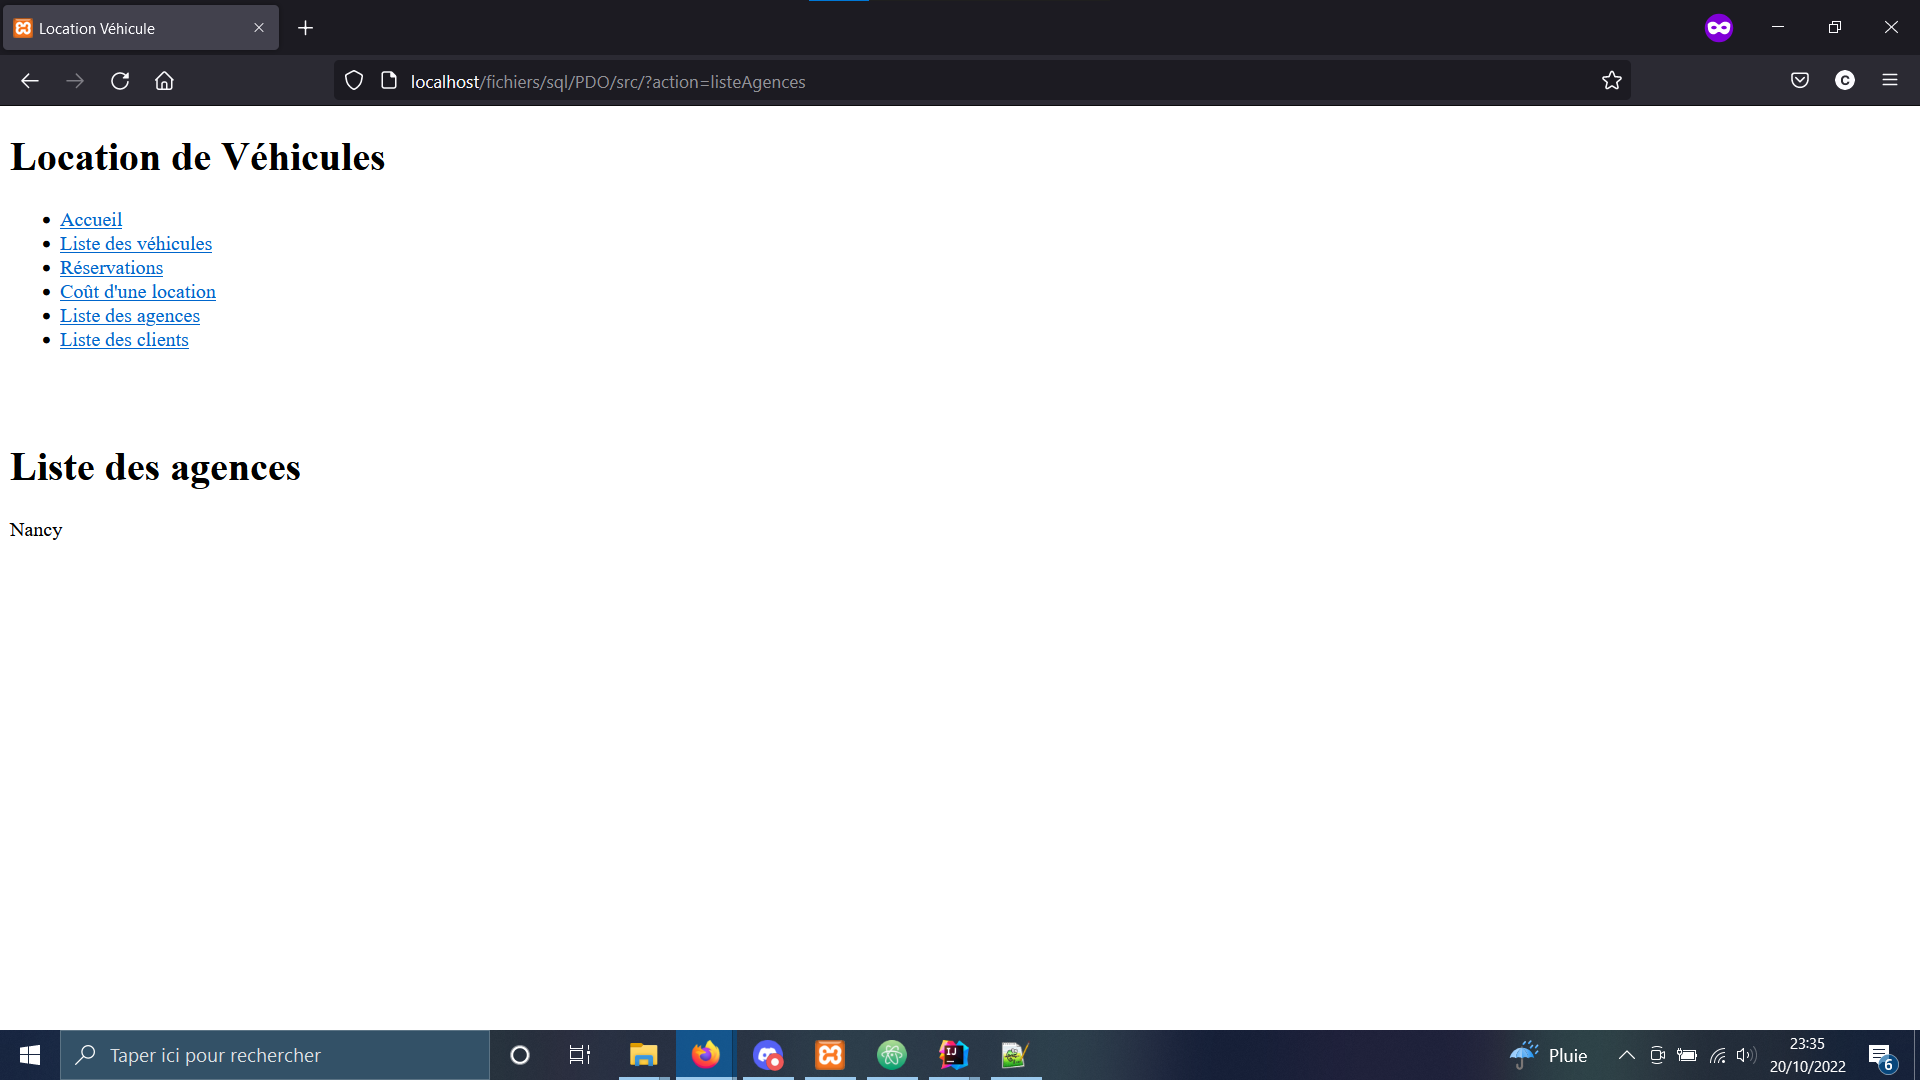 Location Véhicule
localhost/fichiers/sql/PDO/src/?action=listeAgences
C
Location de Véhicules
Accueil
Liste des véhicules
Réservations
Coût d'une location
Liste des agences
Liste des clients
Liste des agences
Nancy
Taper ici pour rechercher
IJ
Pluie
23:35
20/10/2022
6